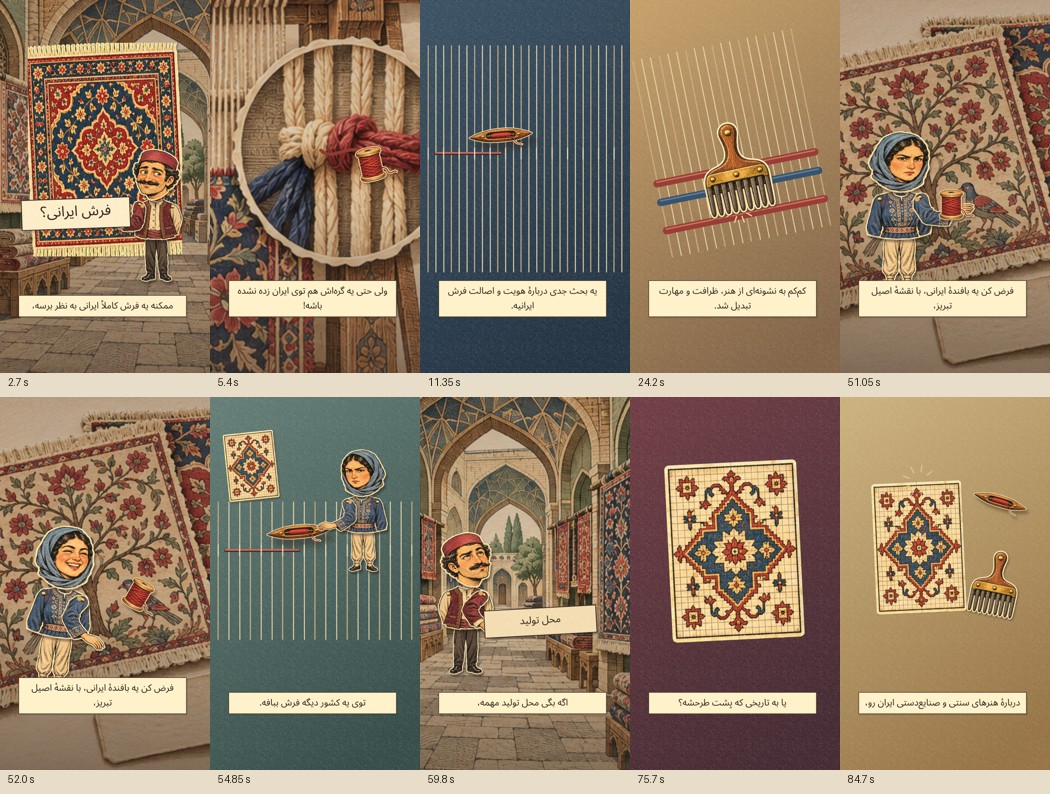 فرش ایرانی؟
ممکنه یه فرش کاملاً ایرانی به نظر برسه،
2.7 s
ولی حتی یه گره‌اش هم توی ایران زده نشده
باشه!
5.4 s
یه بحث جدی دربارهٔ هویت و اصالت فرش
ایرانیه.
11.35 s
کم‌کم به نشونه‌ای از هنر، ظرافت و مهارت
تبدیل شد.
24.2 s
فرض کن یه بافندهٔ ایرانی، با نقشهٔ اصیل
تبریز،
51.05 s
فرض کن یه بافندهٔ ایرانی، با نقشهٔ اصیل
تبریز،
52.0 s
توی یه کشور دیگه فرش ببافه.
54.85 s
محل تولید
اگه بگی محل تولید مهمه،
59.8 s
یا به تاریخی که پشت طرحشه؟
75.7 s
دربارهٔ هنرهای سنتی و صنایع‌دستی ایران رو،
84.7 s